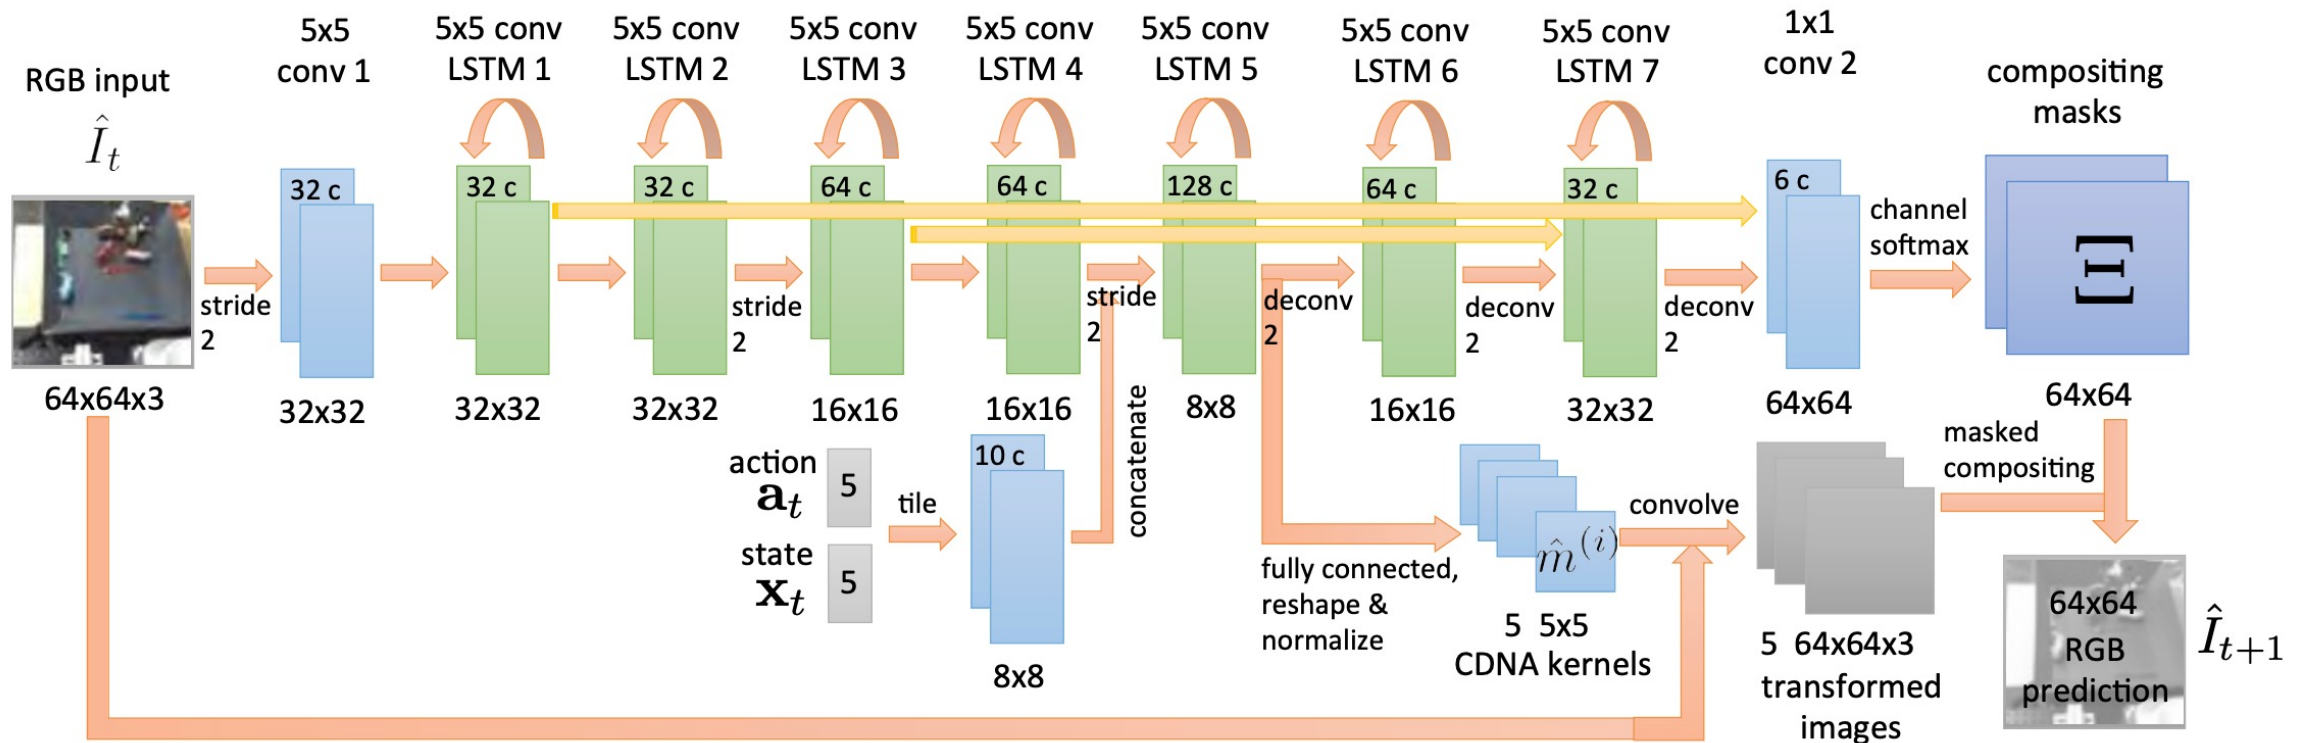 RGB input
Î_t
64x64x3
stride
2
5x5
conv 1
32 c
32x32
5x5 conv
LSTM 1
32 c
32x32
5x5 conv
LSTM 2
32 c
32x32
stride
2
5x5 conv
LSTM 3
64 c
16x16
5x5 conv
LSTM 4
64 c
16x16
stride
2
5x5 conv
LSTM 5
128 c
8x8
deconv
2
5x5 conv
LSTM 6
64 c
16x16
deconv
2
5x5 conv
LSTM 7
32 c
32x32
deconv
2
1x1
conv 2
6 c
64x64
channel
softmax
compositing
masks
Ξ
64x64
action
a_t
5
state
x_t
5
tile
10 c
8x8
concatenate
fully connected,
reshape &
normalize
m̂^(i)
5 5x5
CDNA kernels
convolve
5 64x64x3
transformed
images
masked
compositing
64x64
RGB
prediction
Î_{t+1}